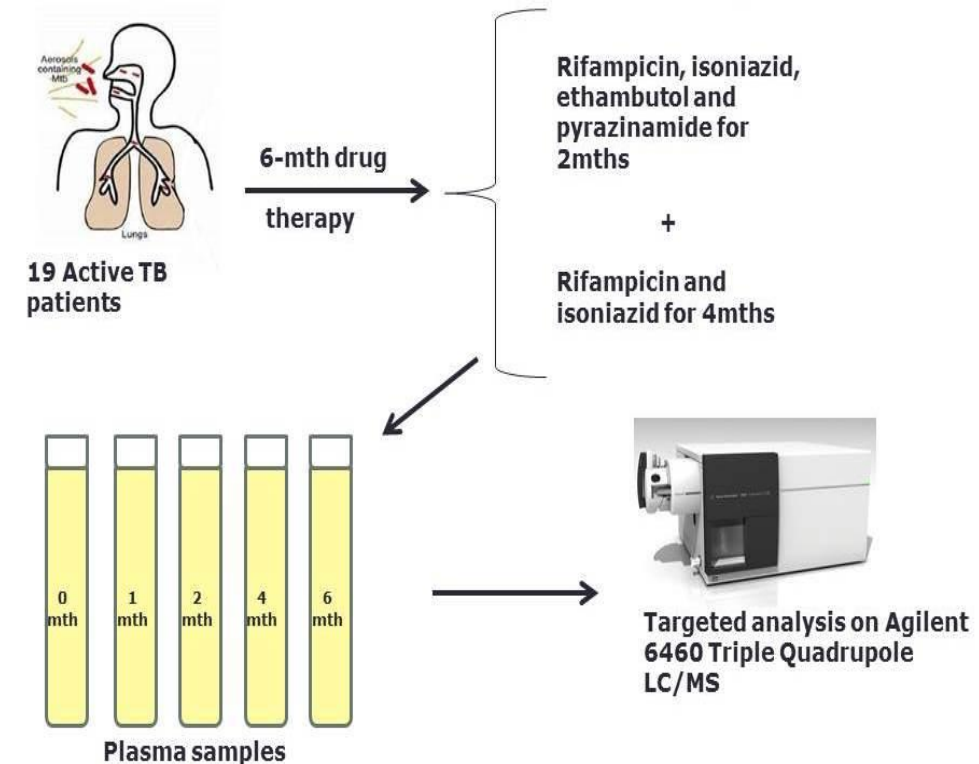 Aerosols
containing
Mtb
Lungs
19 Active TB
patients
6-mth drug
therapy
Rifampicin, isoniazid,
ethambutol and
pyrazinamide for
2mths
+
Rifampicin and
isoniazid for 4mths
0
mth
1
mth
2
mth
4
mth
6
mth
Plasma samples
Targeted analysis on Agilent
6460 Triple Quadrupole
LC/MS